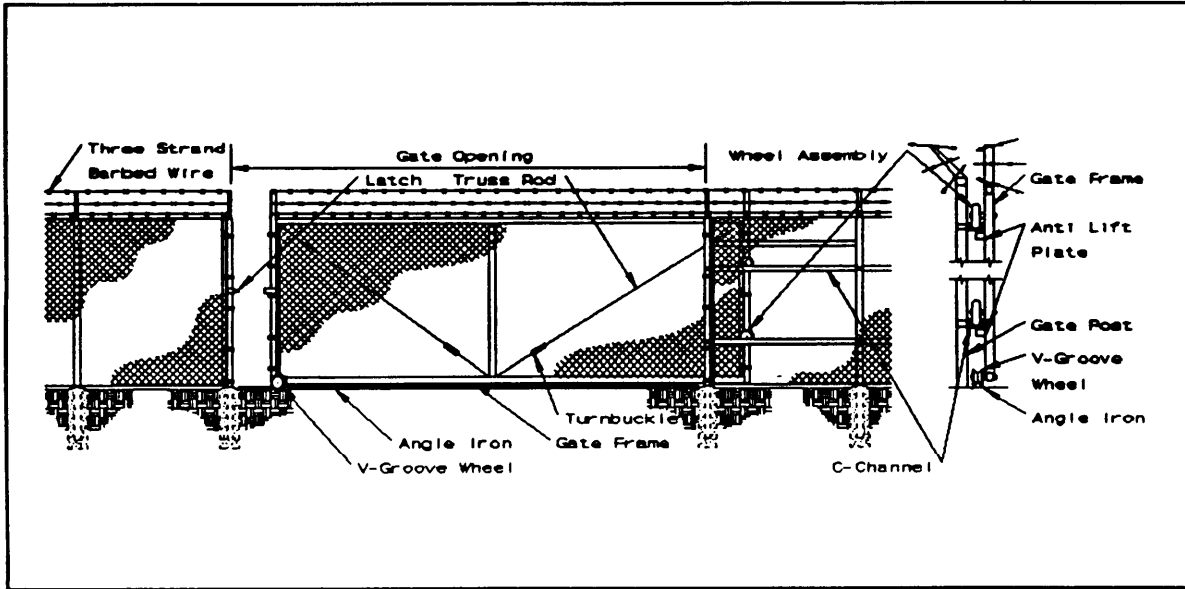 Three Strand
Barbed Wire
Gate Opening
Latch Truss Rod
Wheel Assembly
Gate Frame
Anti Lift
Plate
Gate Post
V-Groove
Wheel
Angle Iron
Turnbuckle
Angle Iron
Gate Frame
V-Groove Wheel
C-Channel